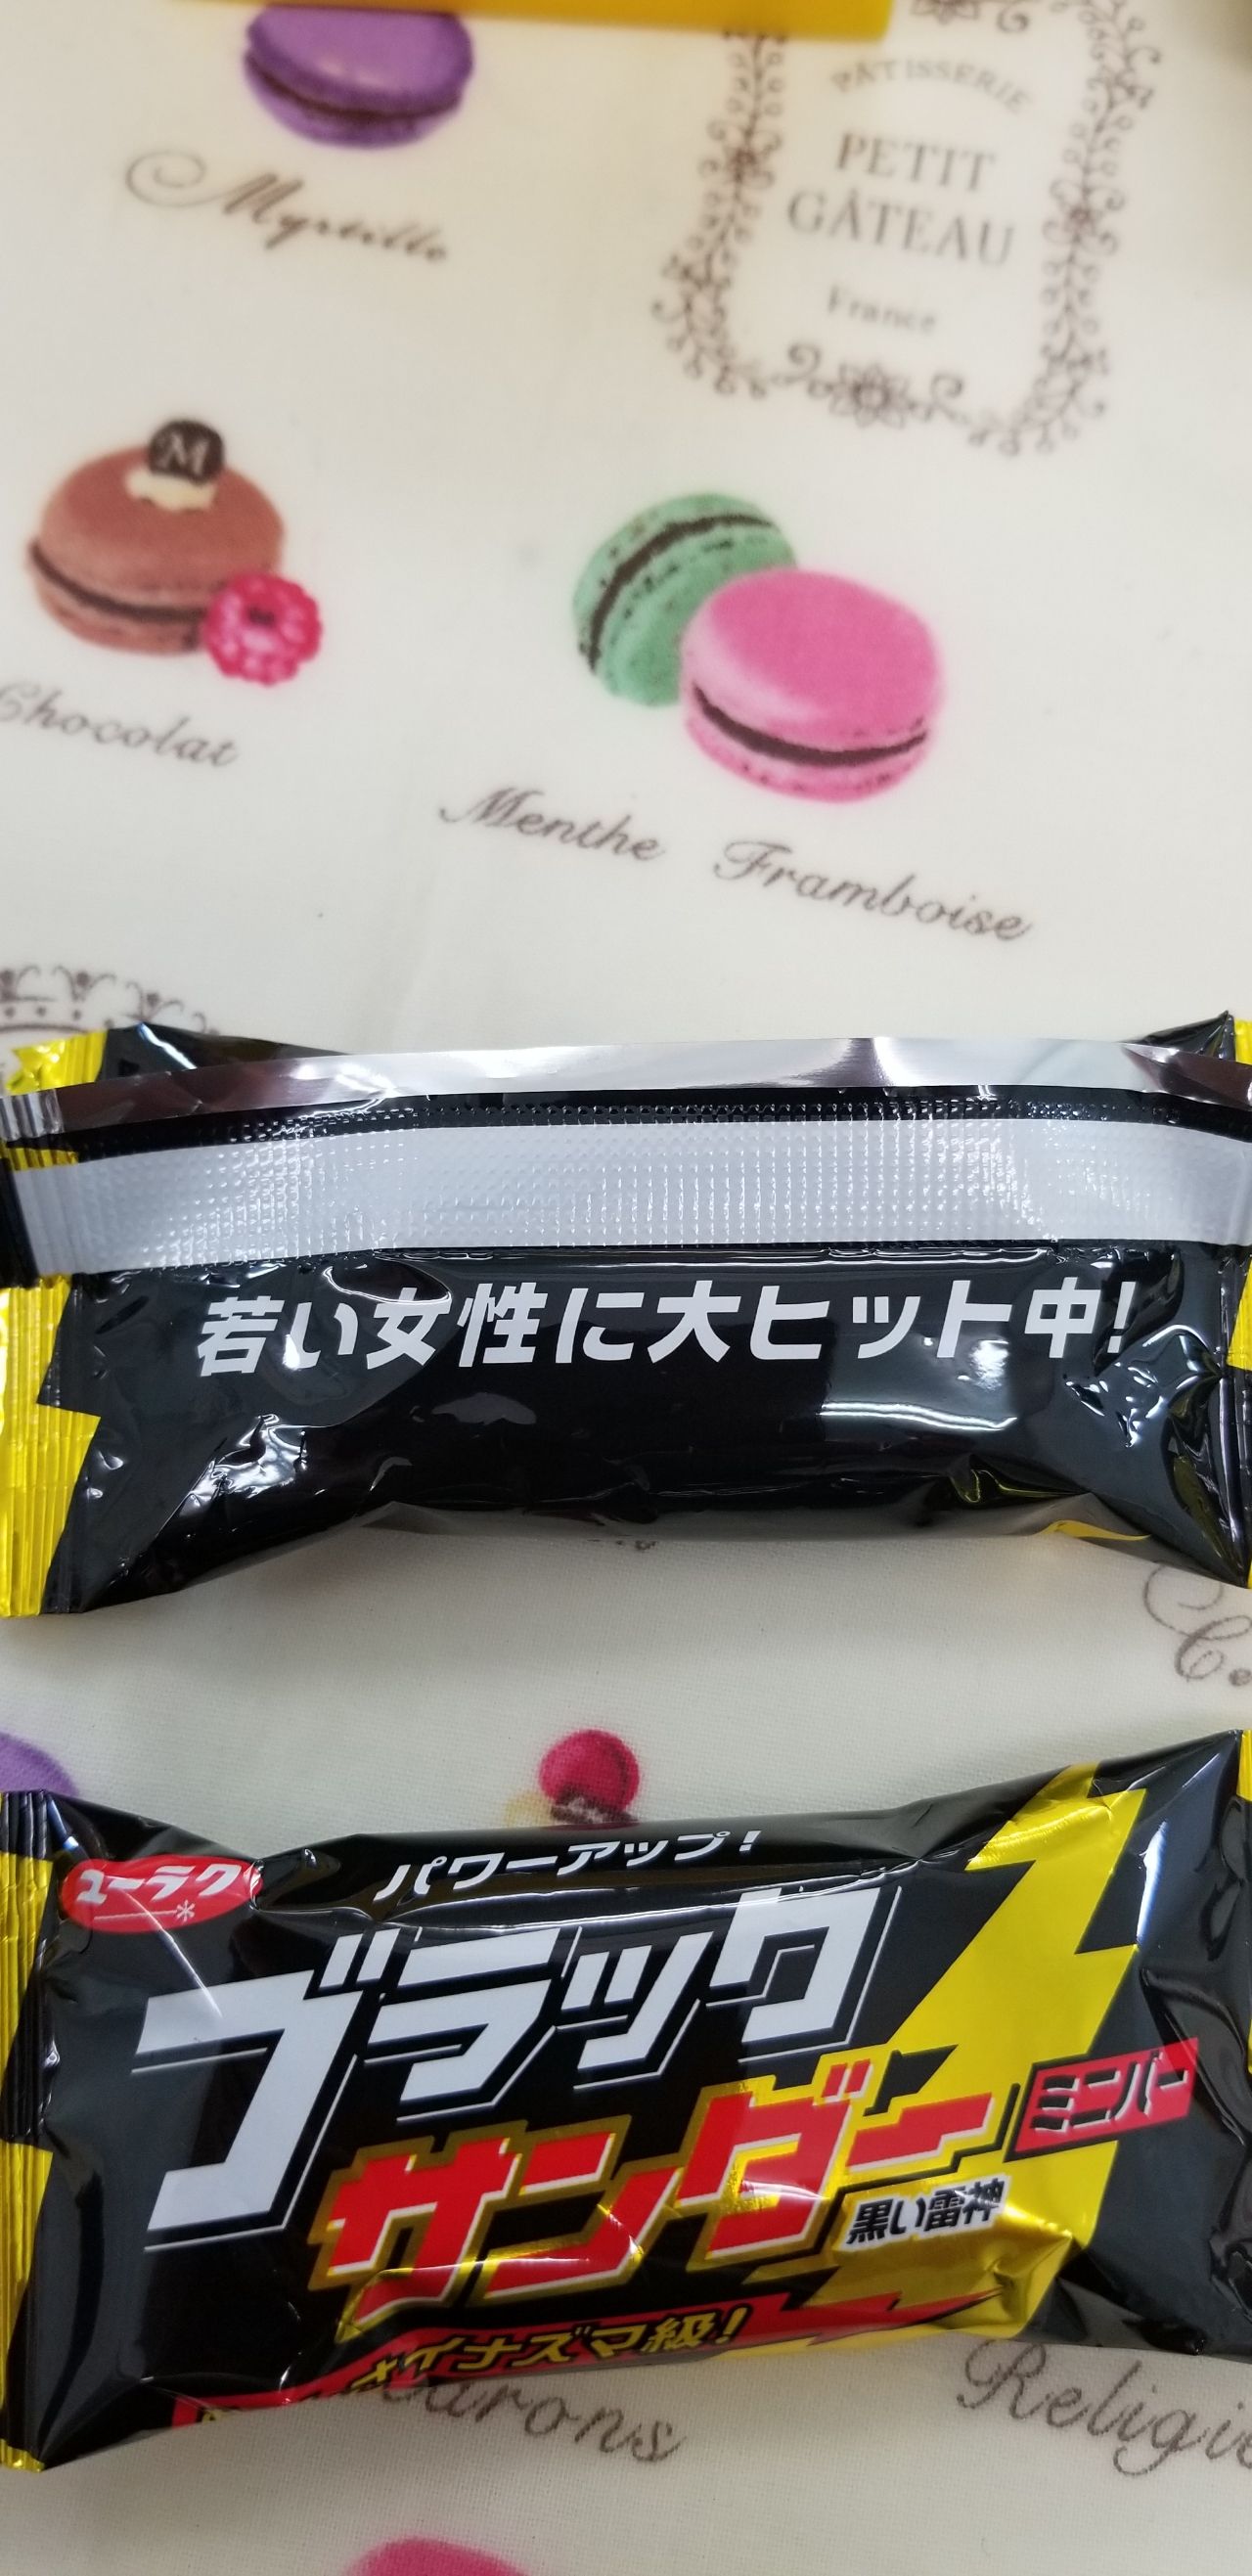 Myrtille
PATISSERIE
PETIT
GÂTEAU
France
M
Chocolat
Menthe Framboise
若い女性に大ヒット中!
ユーラク
パワーアップ!
ブラック
サンダー
ミニバー
黒い雷神
イナズマ級!